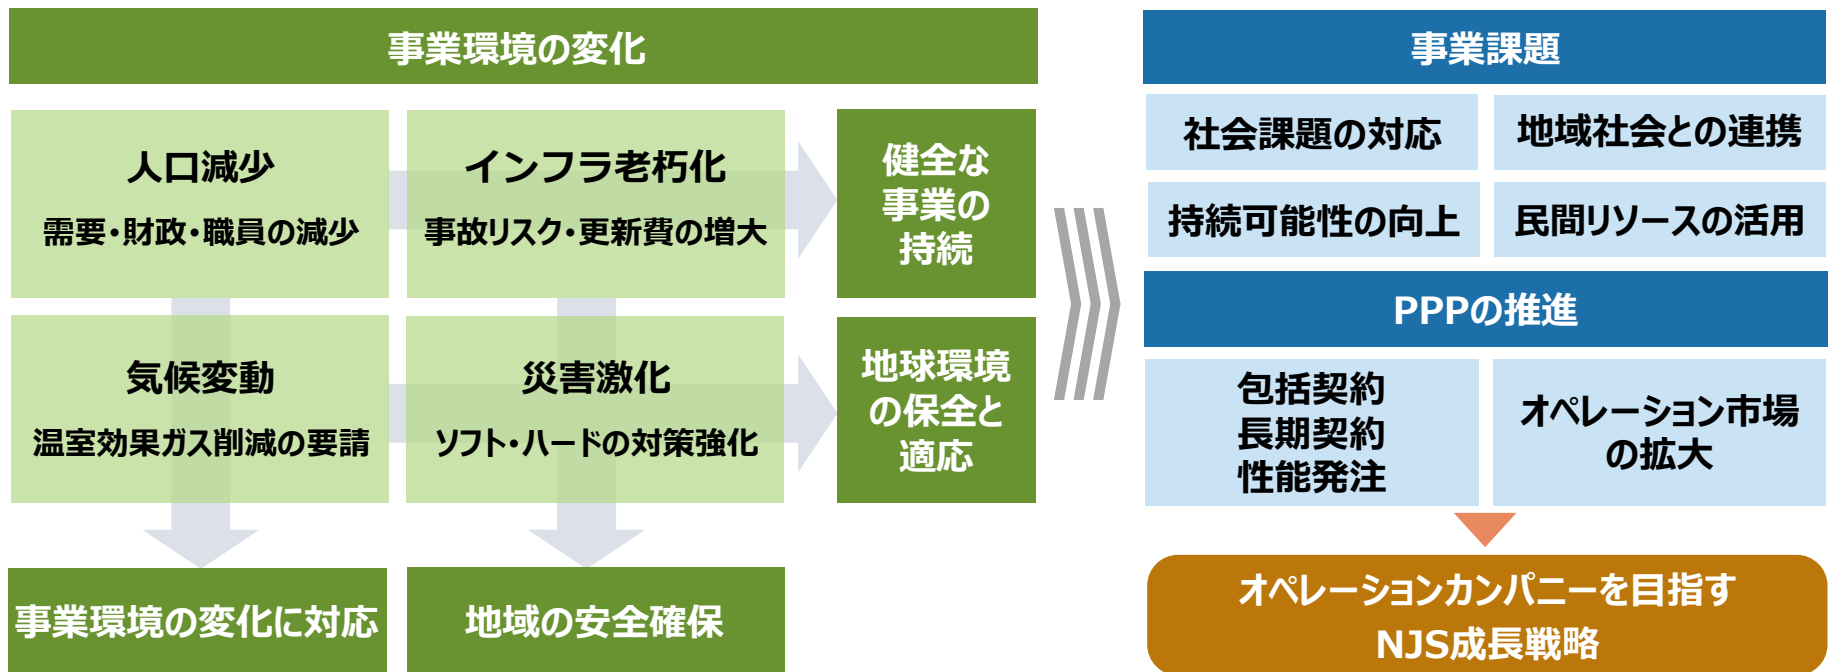 事業環境の変化
人口減少
需要・財政・職員の減少
インフラ老朽化
事故リスク・更新費の増大
健全な
事業の
持続
気候変動
温室効果ガス削減の要請
災害激化
ソフト・ハードの対策強化
地球環境
の保全と
適応
事業環境の変化に対応
地域の安全確保
事業課題
社会課題の対応
地域社会との連携
持続可能性の向上
民間リソースの活用
PPPの推進
包括契約
長期契約
性能発注
オペレーション市場
の拡大
オペレーションカンパニーを目指す
NJS成長戦略